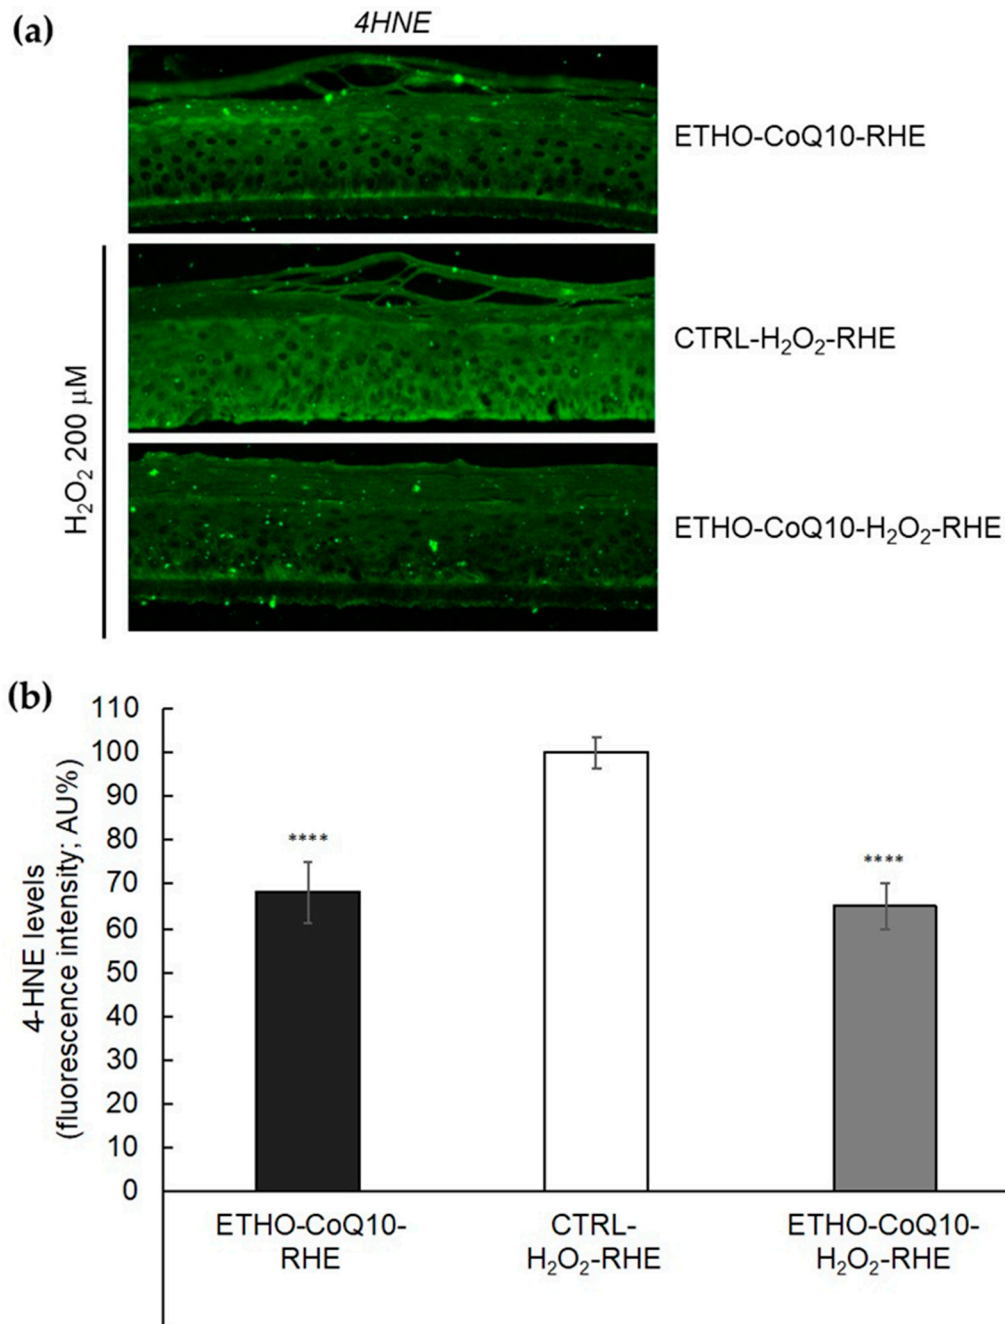 (a)
4HNE
ETHO-CoQ10-RHE
CTRL-H₂O₂-RHE
ETHO-CoQ10-H₂O₂-RHE
H₂O₂ 200 µM
(b)
4-HNE levels
(fluorescence intensity; AU%)
110
100
90
80
70
60
50
40
30
20
10
0
****
****
ETHO-CoQ10-
RHE
CTRL-
H₂O₂-RHE
ETHO-CoQ10-
H₂O₂-RHE